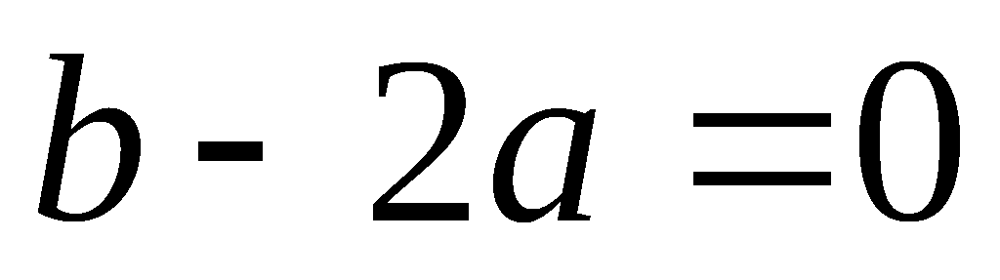 b - 2a = 0